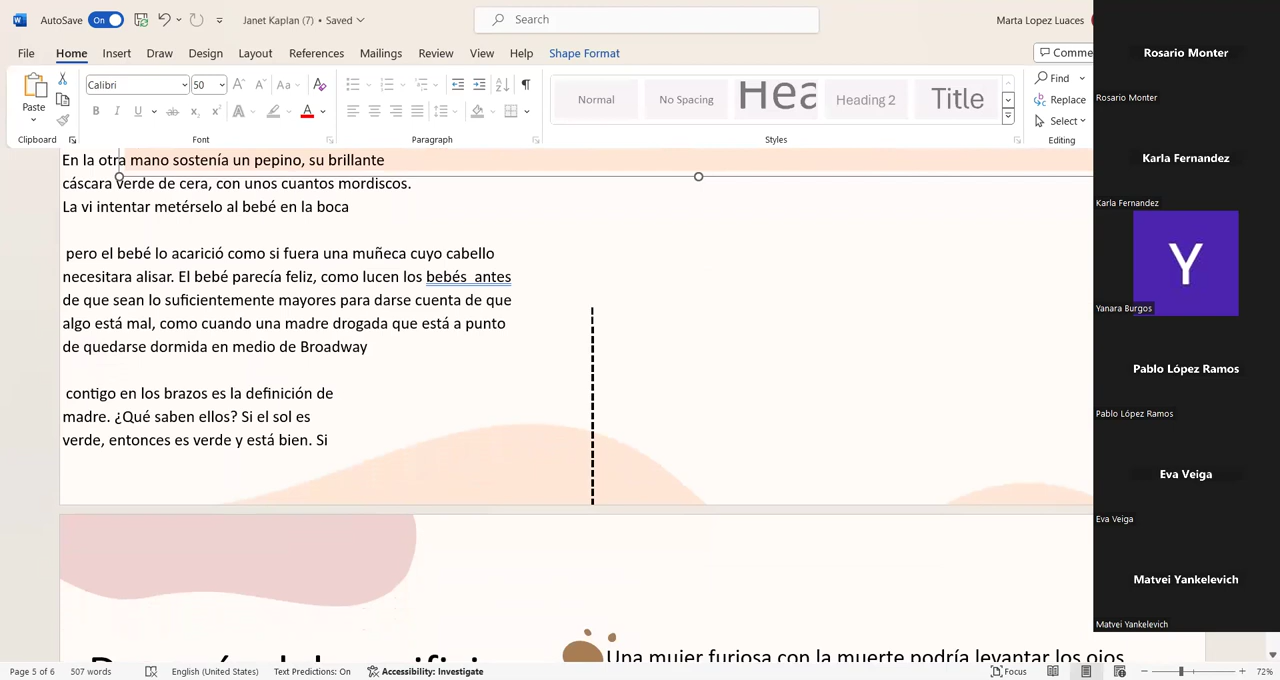 AutoSave On Janet Kaplan (7) • Saved Search Marta Lopez Luaces
File Home Insert Draw Design Layout References Mailings Review View Help Shape Format Comme
Paste Calibri 50 A A Aa A Normal No Spacing Hea Heading 2 Title Find
B I U ab x₂ x² A A Replace
Select
Clipboard Font Paragraph Styles Editing
En la otra mano sostenía un pepino, su brillante
cáscara verde de cera, con unos cuantos mordiscos.
La vi intentar metérselo al bebé en la boca
pero el bebé lo acarició como si fuera una muñeca cuyo cabello
necesitara alisar. El bebé parecía feliz, como lucen los bebés antes
de que sean lo suficientemente mayores para darse cuenta de que
algo está mal, como cuando una madre drogada que está a punto
de quedarse dormida en medio de Broadway
contigo en los brazos es la definición de
madre. ¿Qué saben ellos? Si el sol es
verde, entonces es verde y está bien. Si
Una mujer furiosa con la muerte podría levantar los ojos
Page 5 of 6 507 words English (United States) Text Predictions: On Accessibility: Investigate Focus 72%
Rosario Monter
Rosario Monter
Karla Fernandez
Karla Fernandez
Y
Yanara Burgos
Pablo López Ramos
Pablo López Ramos
Eva Veiga
Eva Veiga
Matvei Yankelevich
Matvei Yankelevich